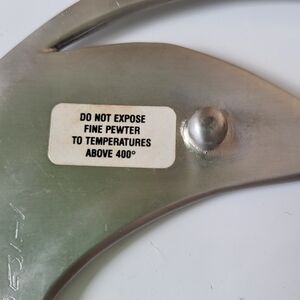 DO NOT EXPOSE
FINE PEWTER
TO TEMPERATURES
ABOVE 400°